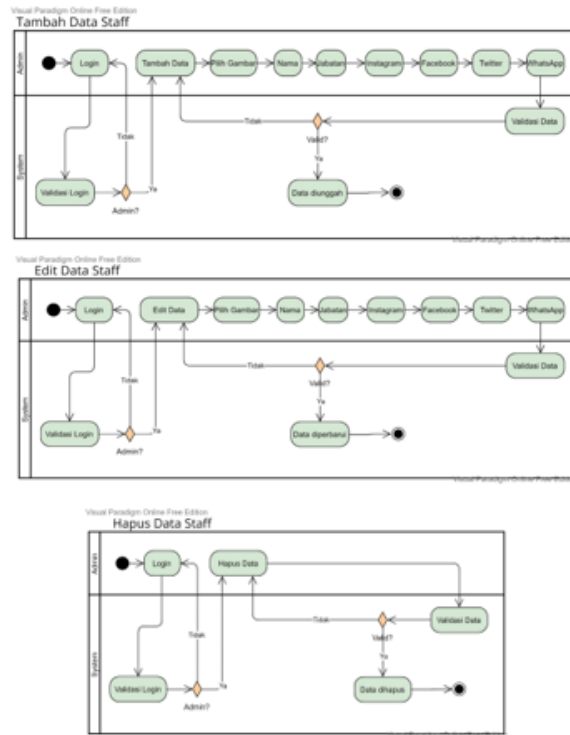 Visual Paradigm Online Free Edition
Tambah Data Staff
Admin
Login
Tambah Data
Pilih Gambar
Nama
Jabatan
Instagram
Facebook
Twitter
WhatsApp
System
Tidak
Tidak
Valid?
Validasi Data
Ya
Validasi Login
Ya
Data diunggah
Admin?
Visual Paradigm Online Free Edition
Visual Paradigm Online Free Edition
Edit Data Staff
Admin
Login
Edit Data
Pilih Gambar
Nama
Jabatan
Instagram
Facebook
Twitter
WhatsApp
System
Tidak
Tidak
Valid?
Validasi Data
Ya
Validasi Login
Ya
Data diperbarui
Admin?
Visual Paradigm Online Free Edition
Hapus Data Staff
Admin
Login
Hapus Data
System
Tidak
Tidak
Valid?
Validasi Data
Ya
Validasi Login
Ya
Data dihapus
Admin?